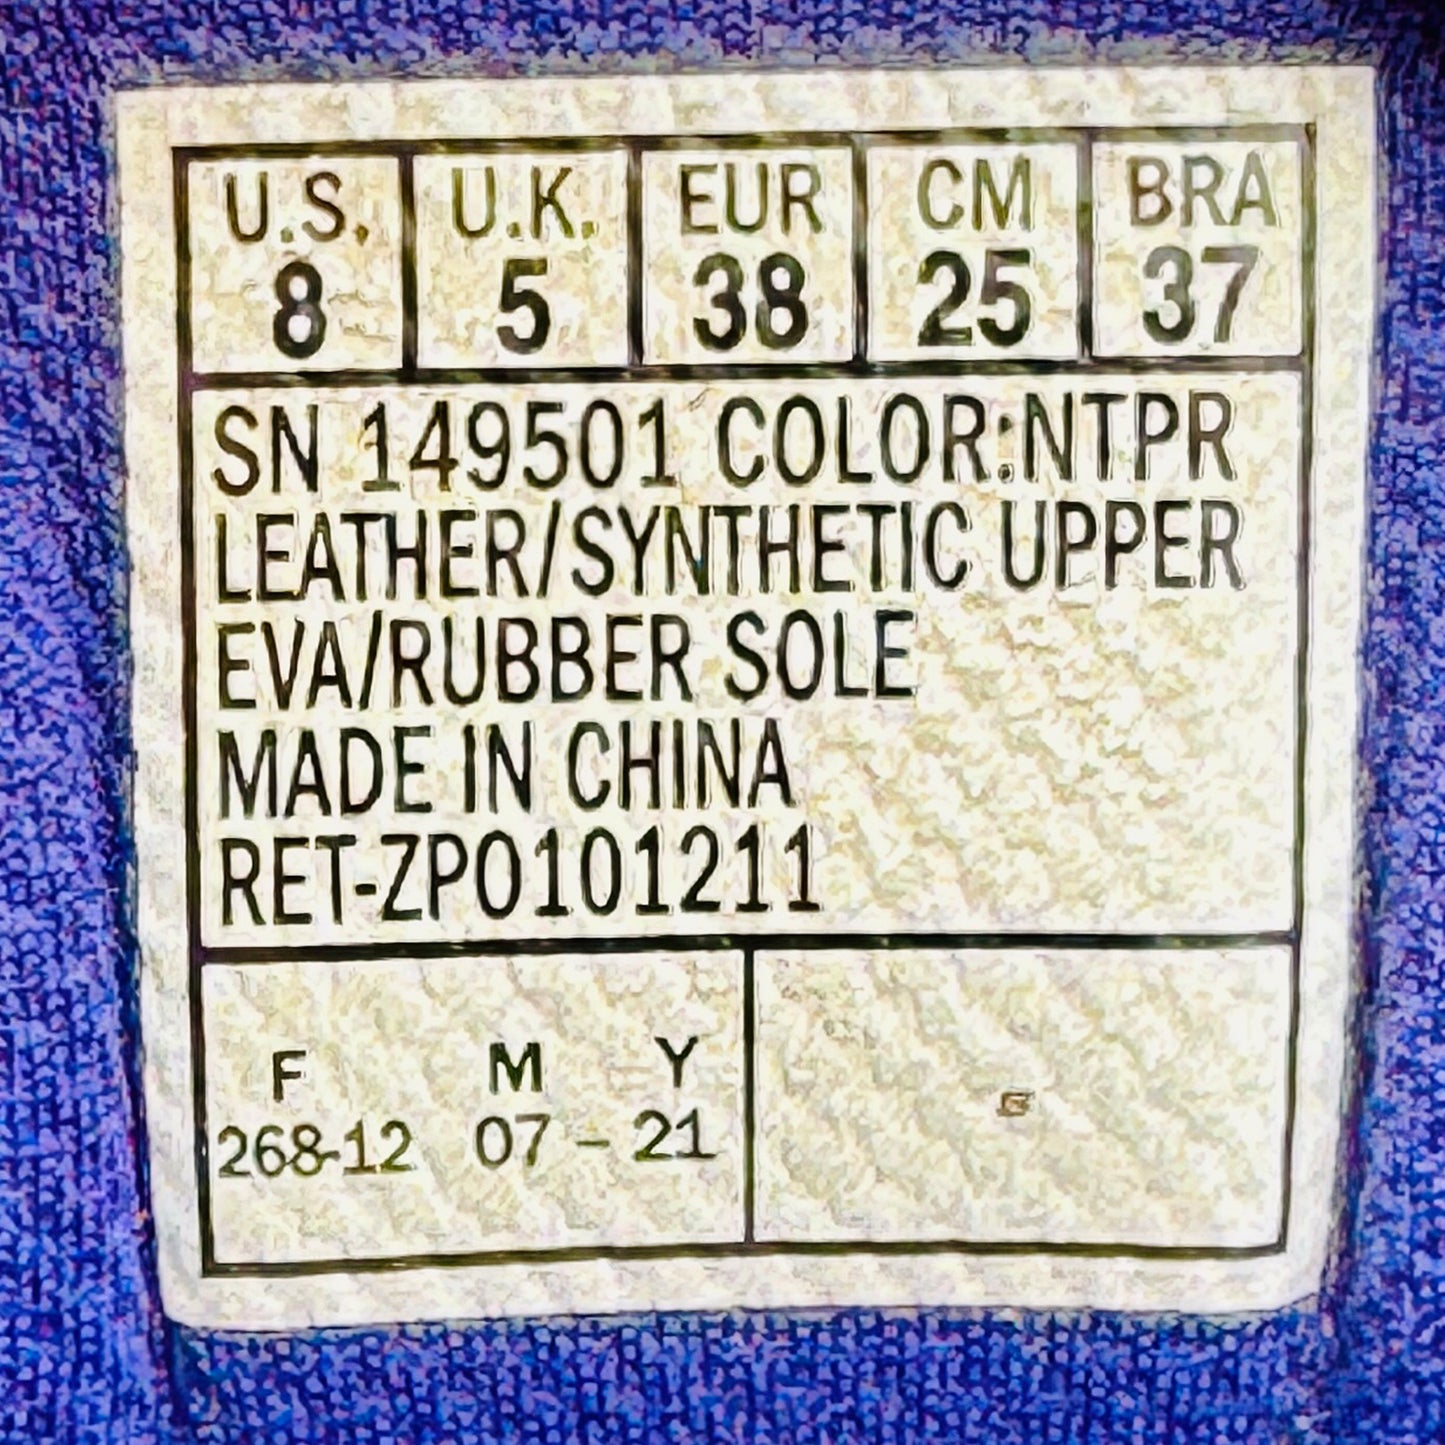 U.S. U.K. EUR CM BRA
8 5 38 25 37
SN 149501 COLOR:NTPR
LEATHER/SYNTHETIC UPPER
EVA/RUBBER SOLE
MADE IN CHINA
RET-ZPO101211
F M Y
268-12 07 - 21